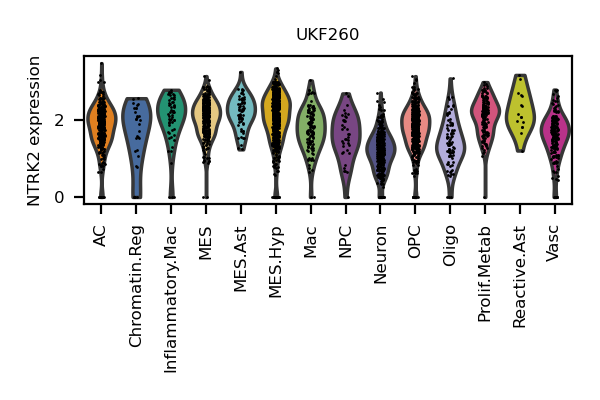 UKF260
NTRK2 expression
2
0
AC
Chromatin.Reg
Inflammatory.Mac
MES
MES.Ast
MES.Hyp
Mac
NPC
Neuron
OPC
Oligo
Prolif.Metab
Reactive.Ast
Vasc